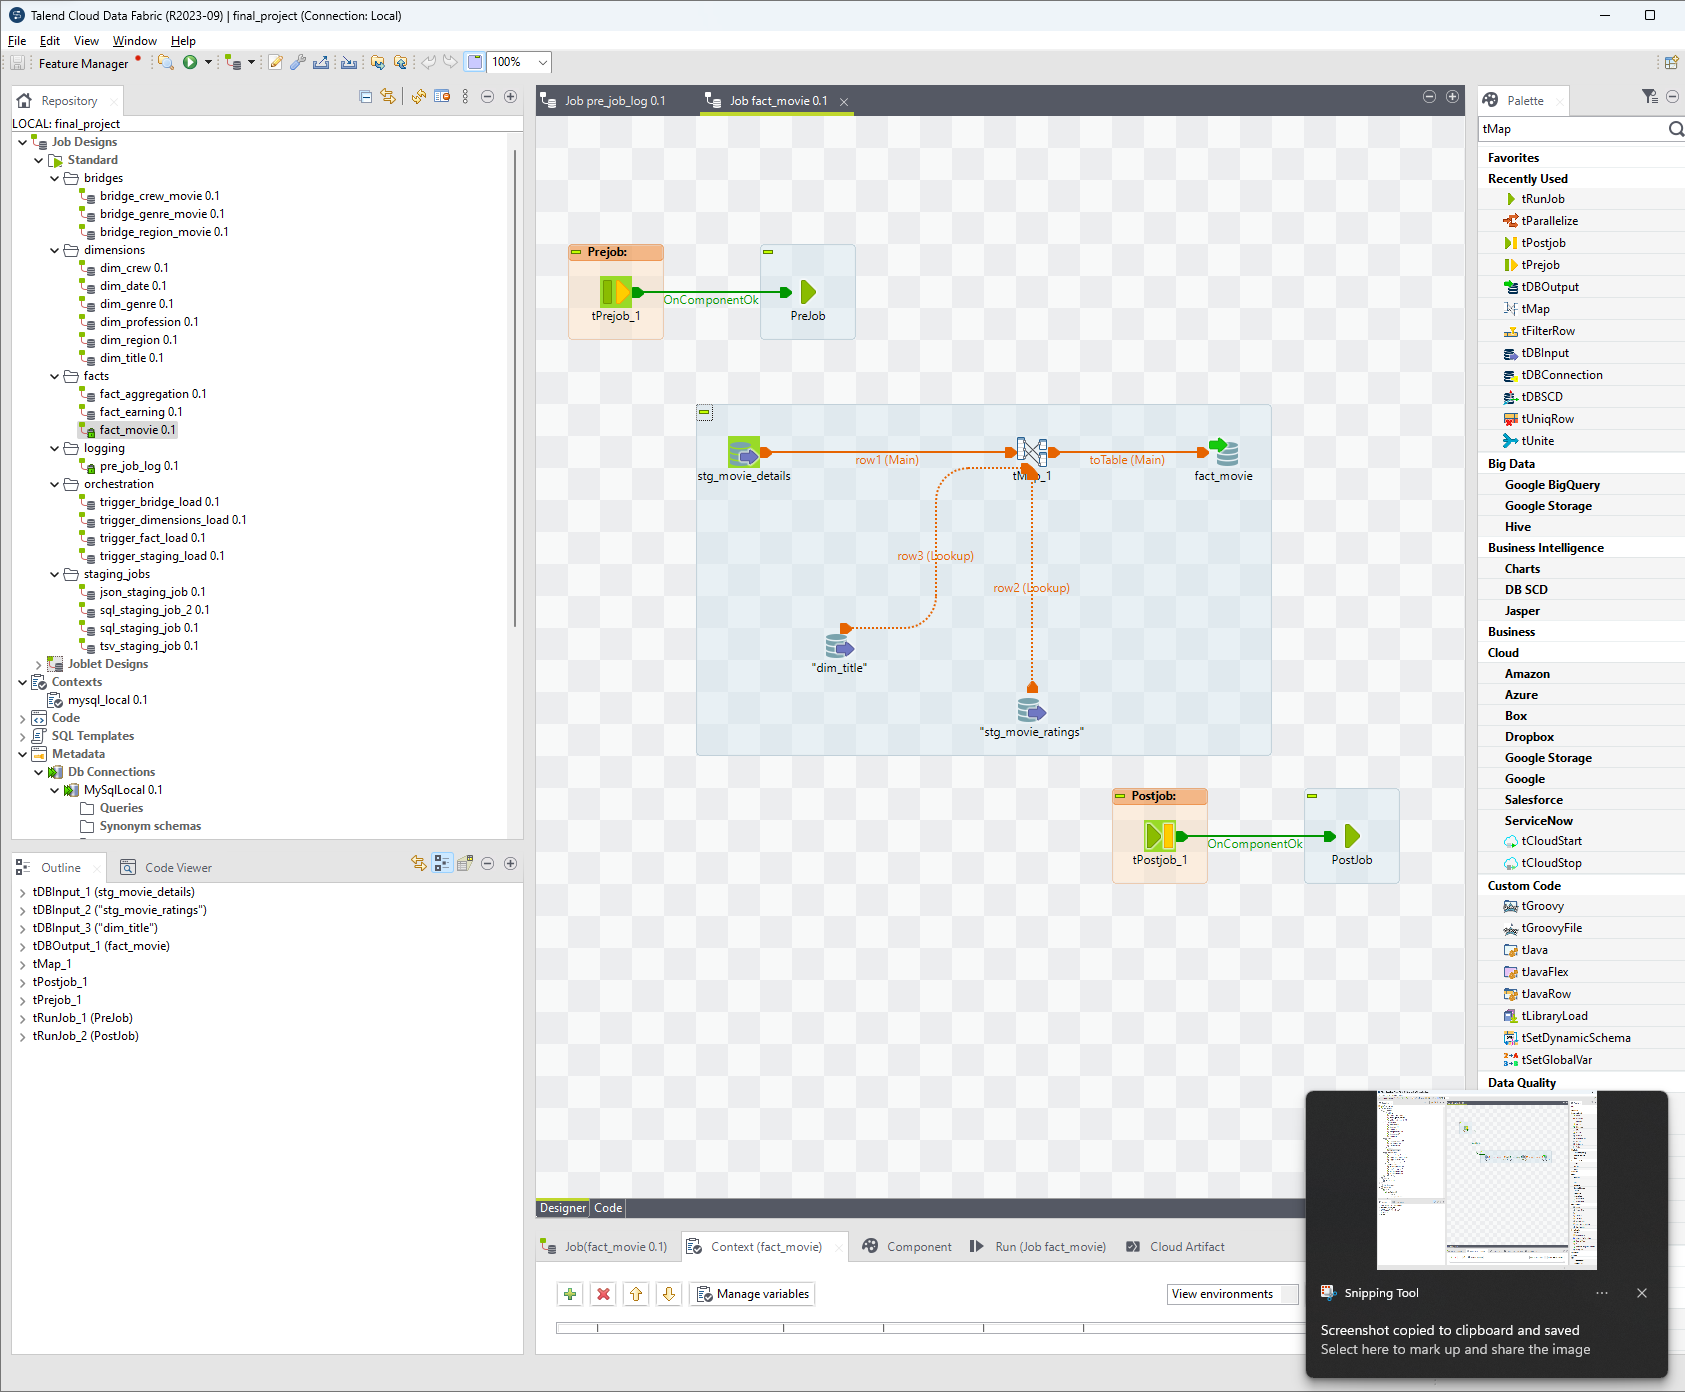 Talend Cloud Data Fabric (R2023-09) | final_project (Connection: Local)
File Edit View Window Help
Feature Manager 100%
Repository
LOCAL: final_project
Job Designs
Standard
bridges
bridge_crew_movie 0.1
bridge_genre_movie 0.1
bridge_region_movie 0.1
dimensions
dim_crew 0.1
dim_date 0.1
dim_genre 0.1
dim_profession 0.1
dim_region 0.1
dim_title 0.1
facts
fact_aggregation 0.1
fact_earning 0.1
fact_movie 0.1
logging
pre_job_log 0.1
orchestration
trigger_bridge_load 0.1
trigger_dimensions_load 0.1
trigger_fact_load 0.1
trigger_staging_load 0.1
staging_jobs
json_staging_job 0.1
sql_staging_job_2 0.1
sql_staging_job 0.1
tsv_staging_job 0.1
Joblet Designs
Contexts
mysql_local 0.1
Code
SQL Templates
Metadata
Db Connections
MySqlLocal 0.1
Queries
Synonym schemas
Outline Code Viewer
tDBInput_1 (stg_movie_details)
tDBInput_2 ("stg_movie_ratings")
tDBInput_3 ("dim_title")
tDBOutput_1 (fact_movie)
tMap_1
tPostjob_1
tPrejob_1
tRunJob_1 (PreJob)
tRunJob_2 (PostJob)
Job pre_job_log 0.1 Job fact_movie 0.1
Prejob:
OnComponentOk
tPrejob_1 PreJob
row1 (Main) toTable (Main)
stg_movie_details tMap_1 fact_movie
row3 (Lookup)
row2 (Lookup)
"dim_title"
"stg_movie_ratings"
Postjob:
OnComponentOk
tPostjob_1 PostJob
Designer Code
Job(fact_movie 0.1) Context (fact_movie) Component Run (Job fact_movie) Cloud Artifact
Manage variables View environments
Palette
tMap
Favorites
Recently Used
tRunJob
tParallelize
tPostjob
tPrejob
tDBOutput
tMap
tFilterRow
tDBInput
tDBConnection
tDBSCD
tUniqRow
tUnite
Big Data
Google BigQuery
Google Storage
Hive
Business Intelligence
Charts
DB SCD
Jasper
Business
Cloud
Amazon
Azure
Box
Dropbox
Google Storage
Google
Salesforce
ServiceNow
tCloudStart
tCloudStop
Custom Code
tGroovy
tGroovyFile
tJava
tJavaFlex
tJavaRow
tLibraryLoad
tSetDynamicSchema
tSetGlobalVar
Data Quality
Snipping Tool
Screenshot copied to clipboard and saved
Select here to mark up and share the image